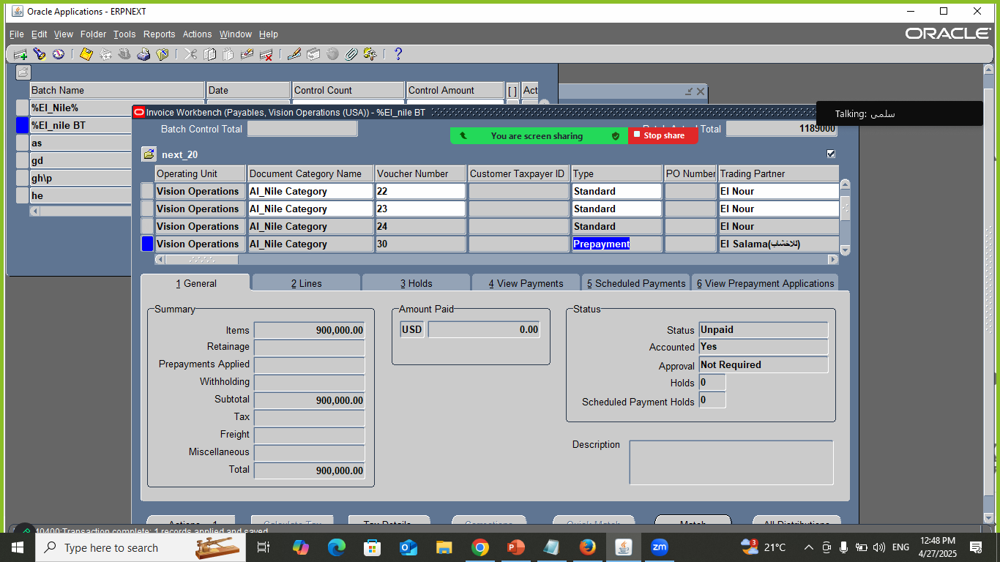 Oracle Applications - ERPNEXT
File Edit View Folder Tools Reports Actions Window Help
ORACLE
Batch Name Date Control Count Control Amount [ ] Act
%El_Nile%
%El_nile BT
as
gd
gh\p
he
Invoice Workbench (Payables, Vision Operations (USA)) - %El_nile BT
Talking: سلمى
Batch Control Total Total 1189000
You are screen sharing Stop share
next_20
Operating Unit Document Category Name Voucher Number Customer Taxpayer ID Type PO Number Trading Partner
Vision Operations Al_Nile Category 22 Standard El Nour
Vision Operations Al_Nile Category 23 Standard El Nour
Vision Operations Al_Nile Category 24 Standard El Nour
Vision Operations Al_Nile Category 30 Prepayment El Salama(للاخشاب)
1 General 2 Lines 3 Holds 4 View Payments 5 Scheduled Payments 6 View Prepayment Applications
Summary
Items 900,000.00
Retainage
Prepayments Applied
Withholding
Subtotal 900,000.00
Tax
Freight
Miscellaneous
Total 900,000.00
Amount Paid
USD 0.00
Status
Status Unpaid
Accounted Yes
Approval Not Required
Holds 0
Scheduled Payment Holds 0
Description
Actions... 1 Calculate Tax Tax Details Corrections Quick Match Match All Distributions
40400:Transaction complete: 1 records applied and saved
Type here to search
zm
3
21°C
ENG
12:48 PM
4/27/2025